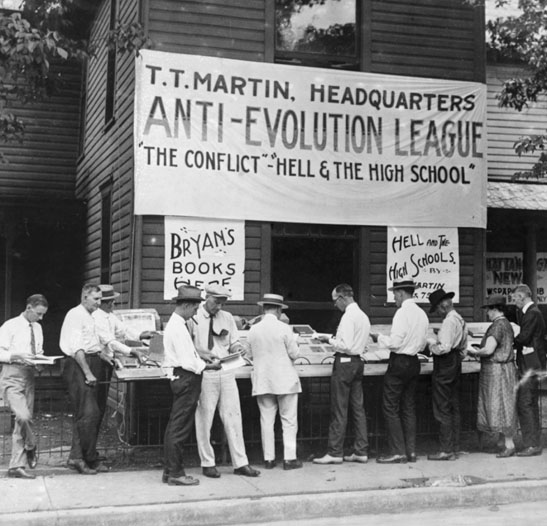 T.T. MARTIN, HEADQUARTERS
ANTI-EVOLUTION LEAGUE
"THE CONFLICT"-"HELL & THE HIGH SCHOOL"
BRYAN'S
BOOKS
HERE
HELL AND THE
HIGH SCHOOLS
BY
MARTIN
NEWS